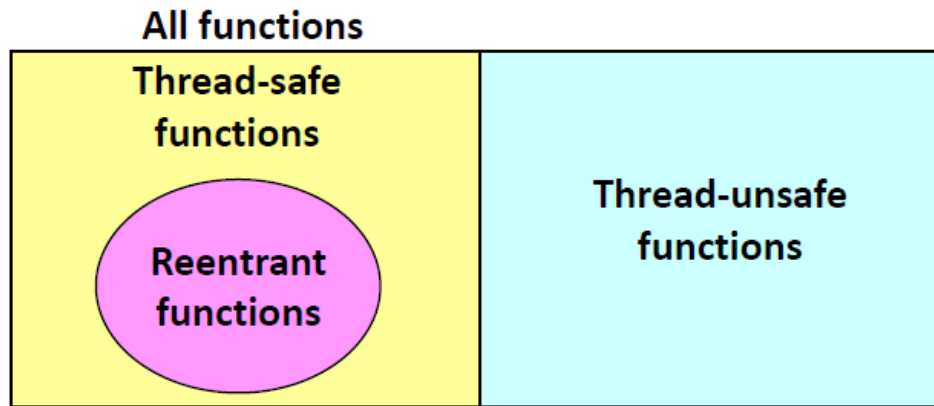 All functions
Thread-safe
functions
Thread-unsafe
functions
Reentrant
functions